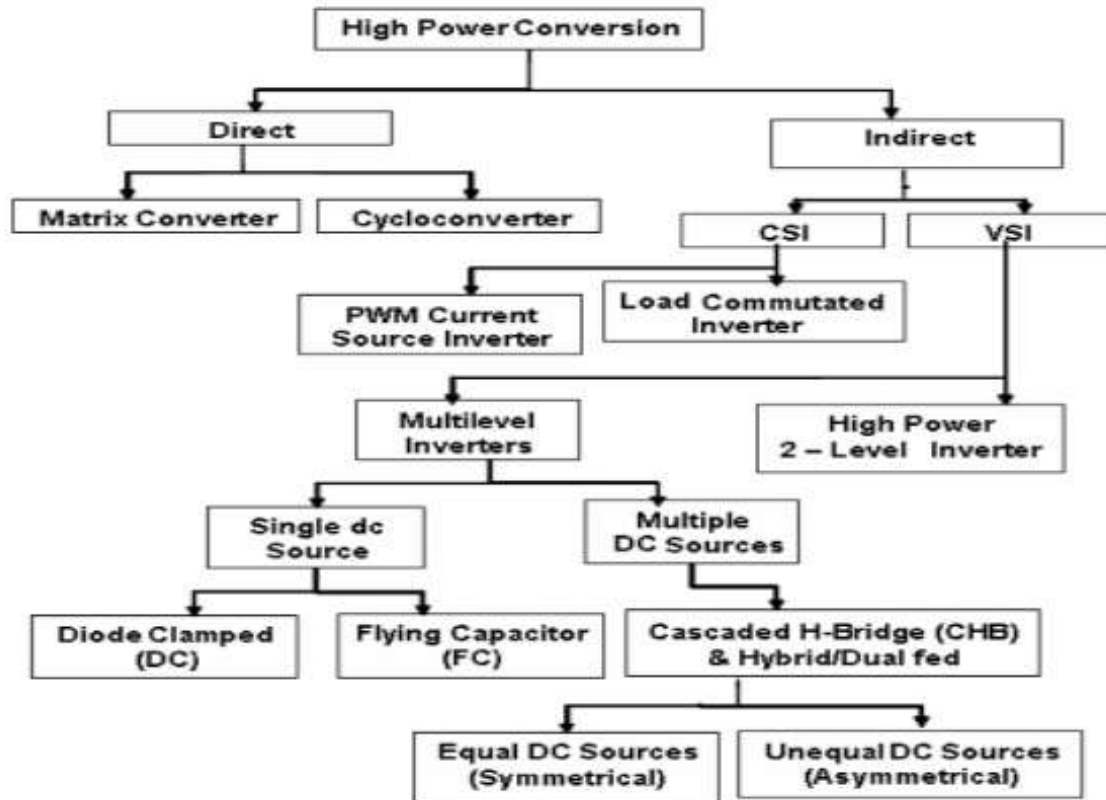 High Power Conversion
Direct
Indirect
Matrix Converter
Cycloconverter
CSI
VSI
PWM Current
Source Inverter
Load Commutated
Inverter
Multilevel
Inverters
High Power
2 – Level Inverter
Single dc
Source
Multiple
DC Sources
Diode Clamped
(DC)
Flying Capacitor
(FC)
Cascaded H-Bridge (CHB)
& Hybrid/Dual fed
Equal DC Sources
(Symmetrical)
Unequal DC Sources
(Asymmetrical)